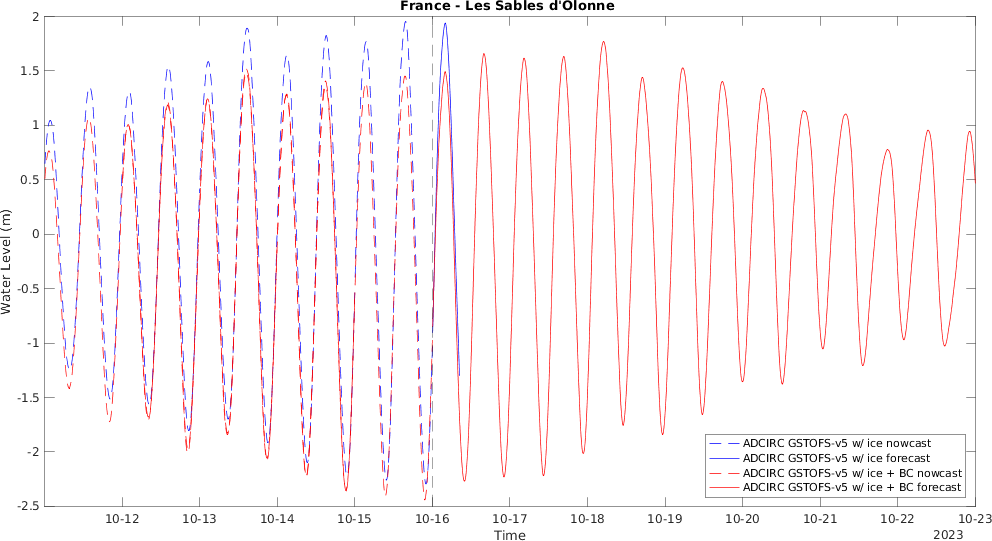 France - Les Sables d'Olonne
2
1.5
1
0.5
0
-0.5
-1
-1.5
-2
-2.5
Water Level (m)
10-12 10-13 10-14 10-15 10-16 10-17 10-18 10-19 10-20 10-21 10-22 10-23
Time
2023
ADCIRC GSTOFS-v5 w/ ice nowcast
ADCIRC GSTOFS-v5 w/ ice forecast
ADCIRC GSTOFS-v5 w/ ice + BC nowcast
ADCIRC GSTOFS-v5 w/ ice + BC forecast